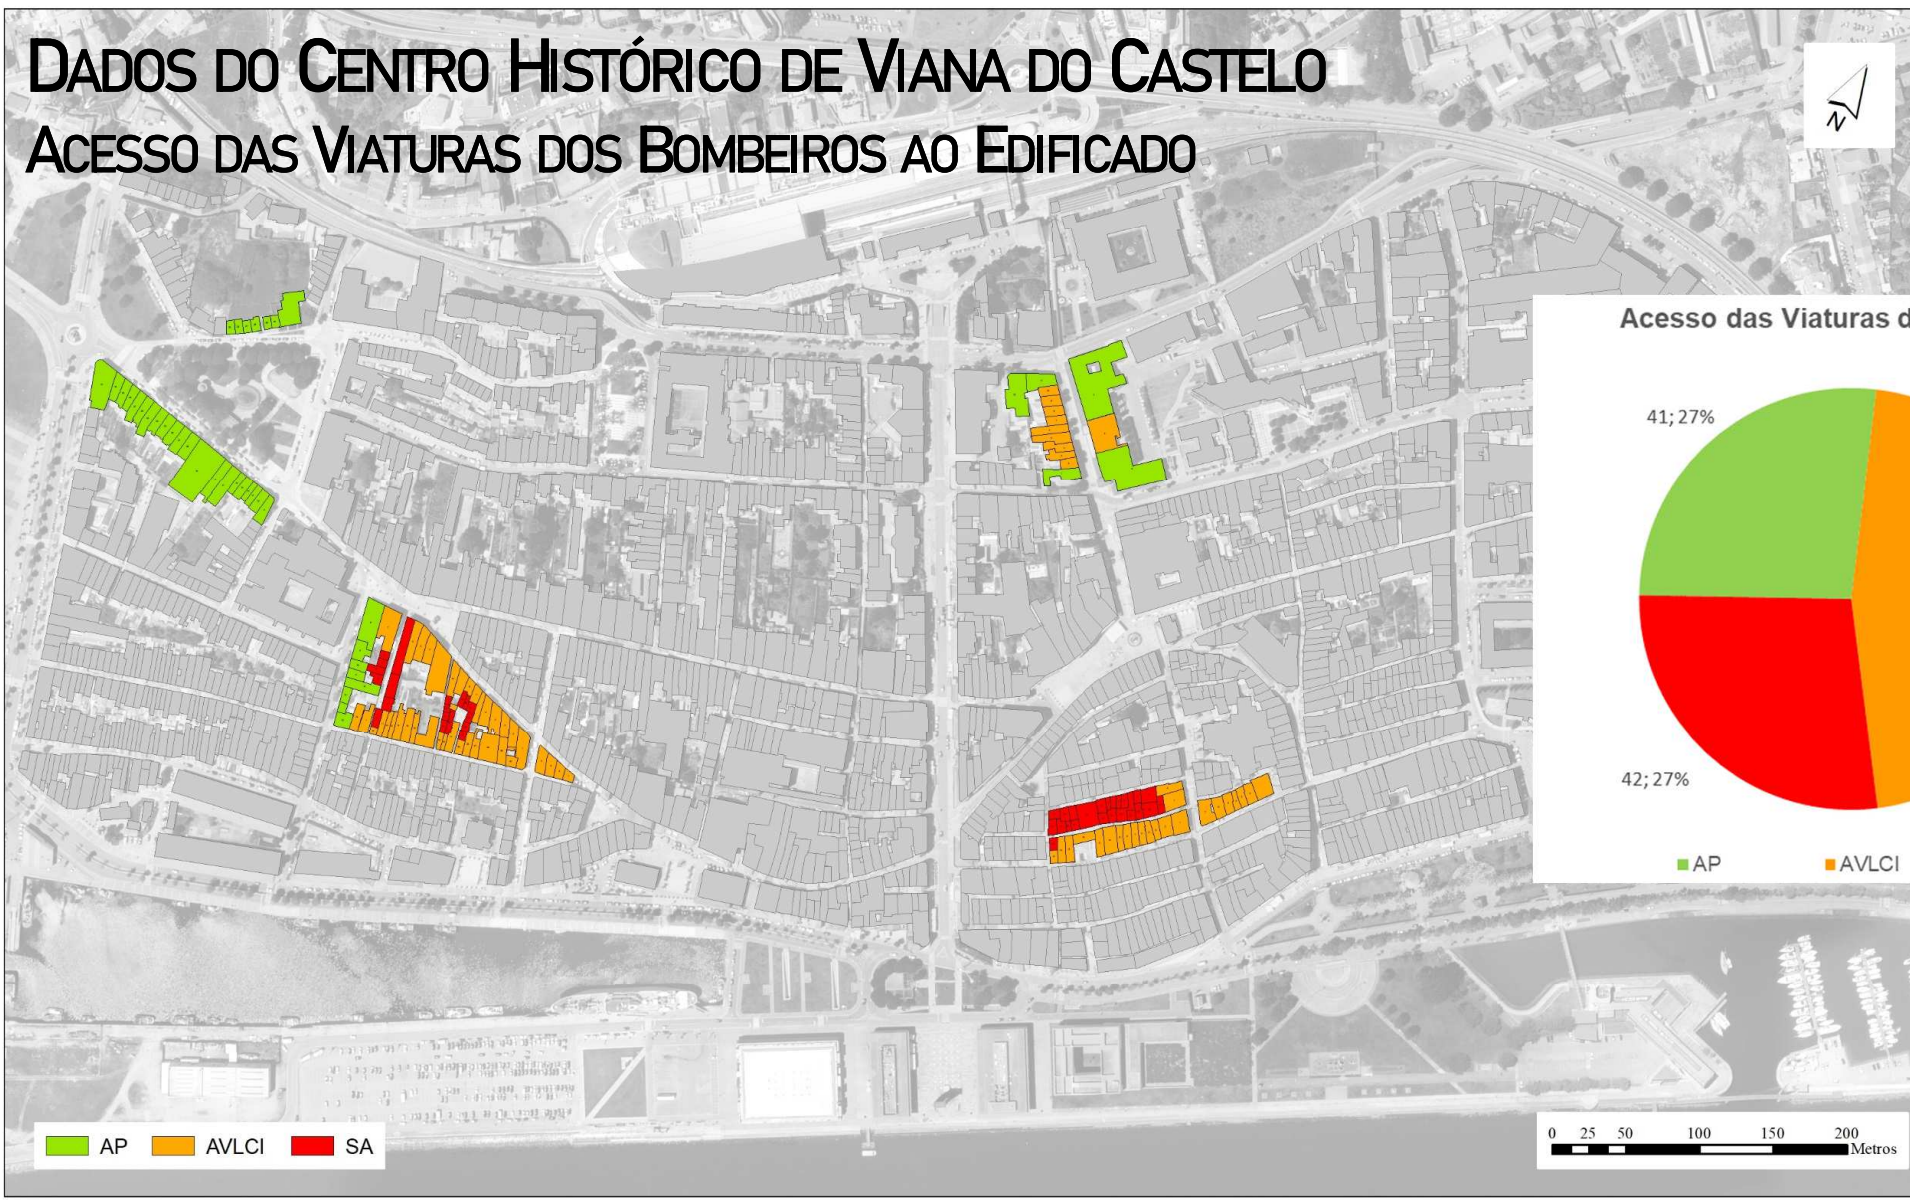 DADOS DO CENTRO HISTÓRICO DE VIANA DO CASTELO
ACESSO DAS VIATURAS DOS BOMBEIROS AO EDIFICADO
N
Acesso das Viaturas d
41; 27%
42; 27%
AP AVLCI
AP AVLCI SA
0 25 50 100 150 200
Metros